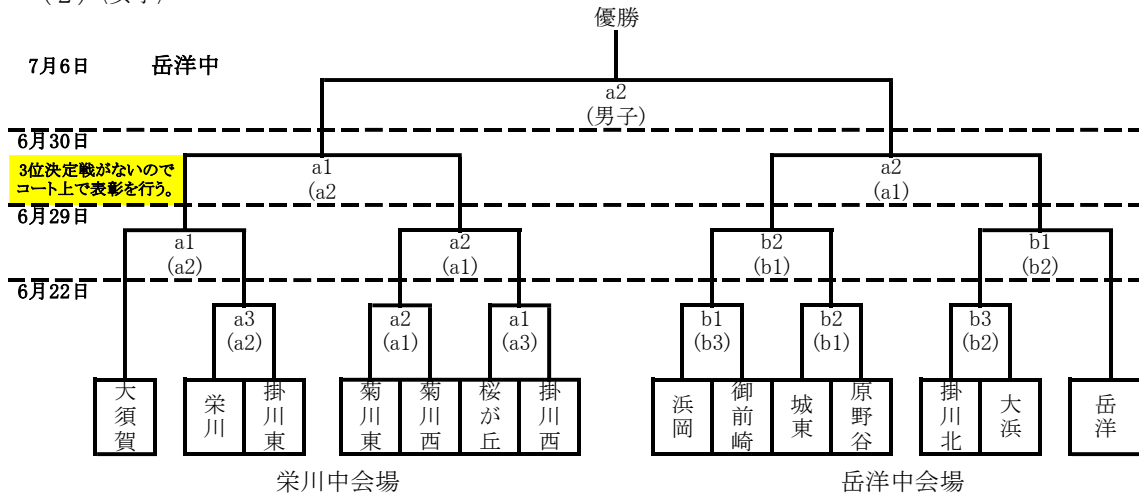 優勝
7月6日 岳洋中
a2
(男子)
6月30日
3位決定戦がないので
コート上で表彰を行う。
a1
(a2
a2
(a1)
6月29日
a1
(a2)
a2
(a1)
b2
(b1)
b1
(b2)
6月22日
a3
(a2)
a2
(a1)
a1
(a3)
b1
(b3)
b2
(b1)
b3
(b2)
大須賀
栄川
掛川東
菊川東
菊川西
桜が丘
掛川西
浜岡
御前崎
城東
原野谷
掛川北
大浜
岳洋
栄川中会場
岳洋中会場